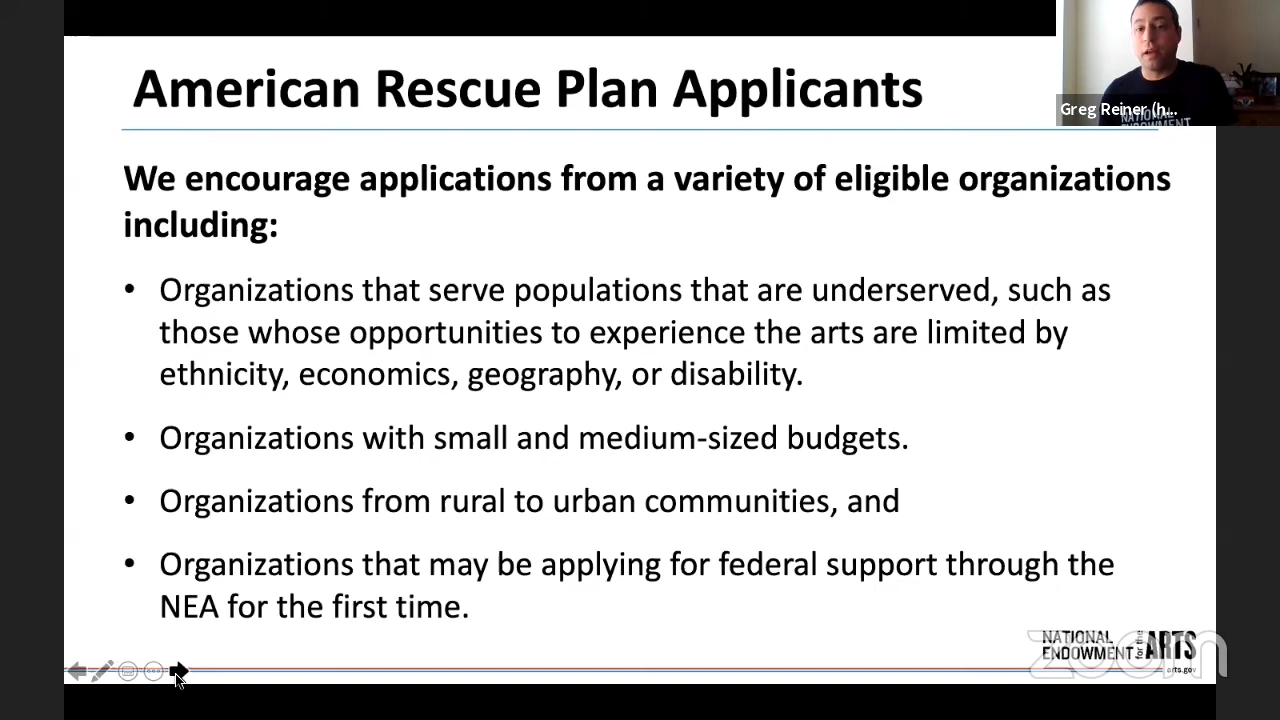 American Rescue Plan Applicants
Greg Reiner (h...
NATIONAL
ENDOWMENT
We encourage applications from a variety of eligible organizations
including:
• Organizations that serve populations that are underserved, such as
those whose opportunities to experience the arts are limited by
ethnicity, economics, geography, or disability.
• Organizations with small and medium-sized budgets.
• Organizations from rural to urban communities, and
• Organizations that may be applying for federal support through the
NEA for the first time.
NATIONAL
ENDOWMENT for the ARTS
arts.gov
zoom